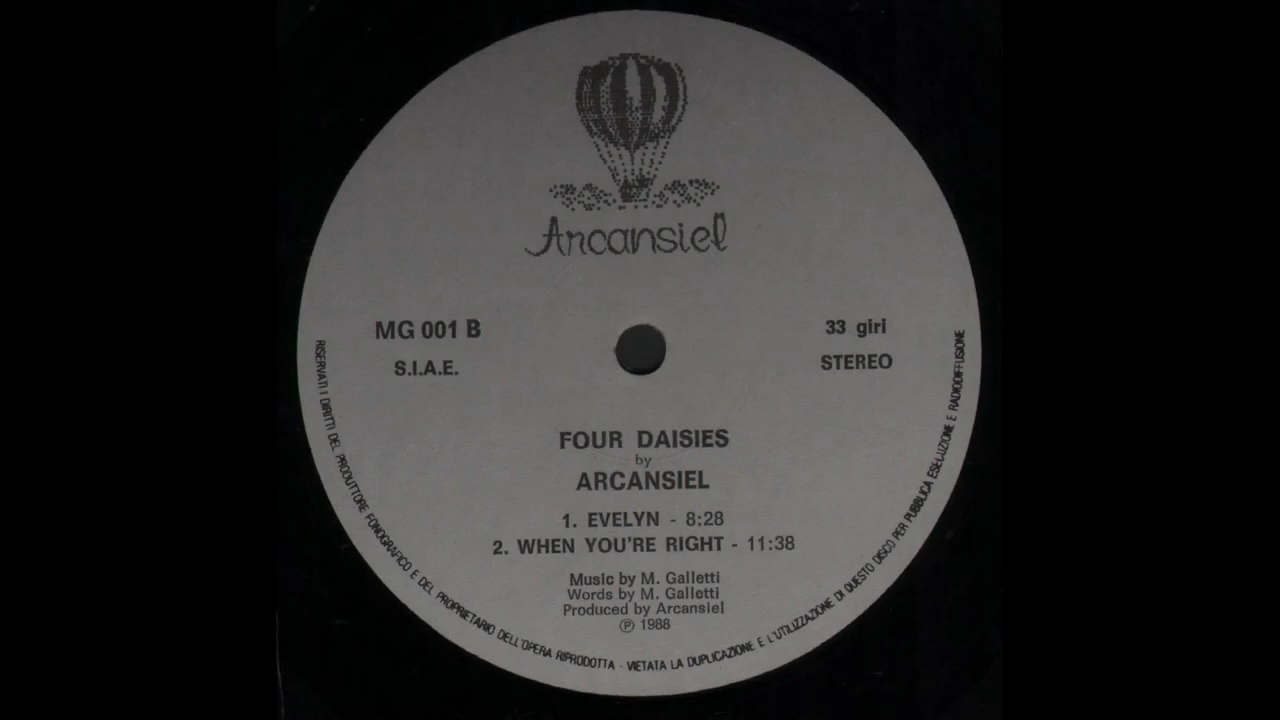 Arcansiel
MG 001 B
S.I.A.E.
33 giri
STEREO
FOUR DAISIES
by
ARCANSIEL
1. EVELYN - 8:28
2. WHEN YOU'RE RIGHT - 11:38
Music by M. Galletti
Words by M. Galletti
Produced by Arcansiel
℗ 1988
RISERVATI I DIRITTI DEL PRODUTTORE FONOGRAFICO E DEL PROPRIETARIO DELL'OPERA RIPRODOTTA - VIETATA LA DUPLICAZIONE E L'UTILIZZAZIONE DI QUESTO DISCO PER PUBBLICA ESECUZIONE E RADIODIFFUSIONE